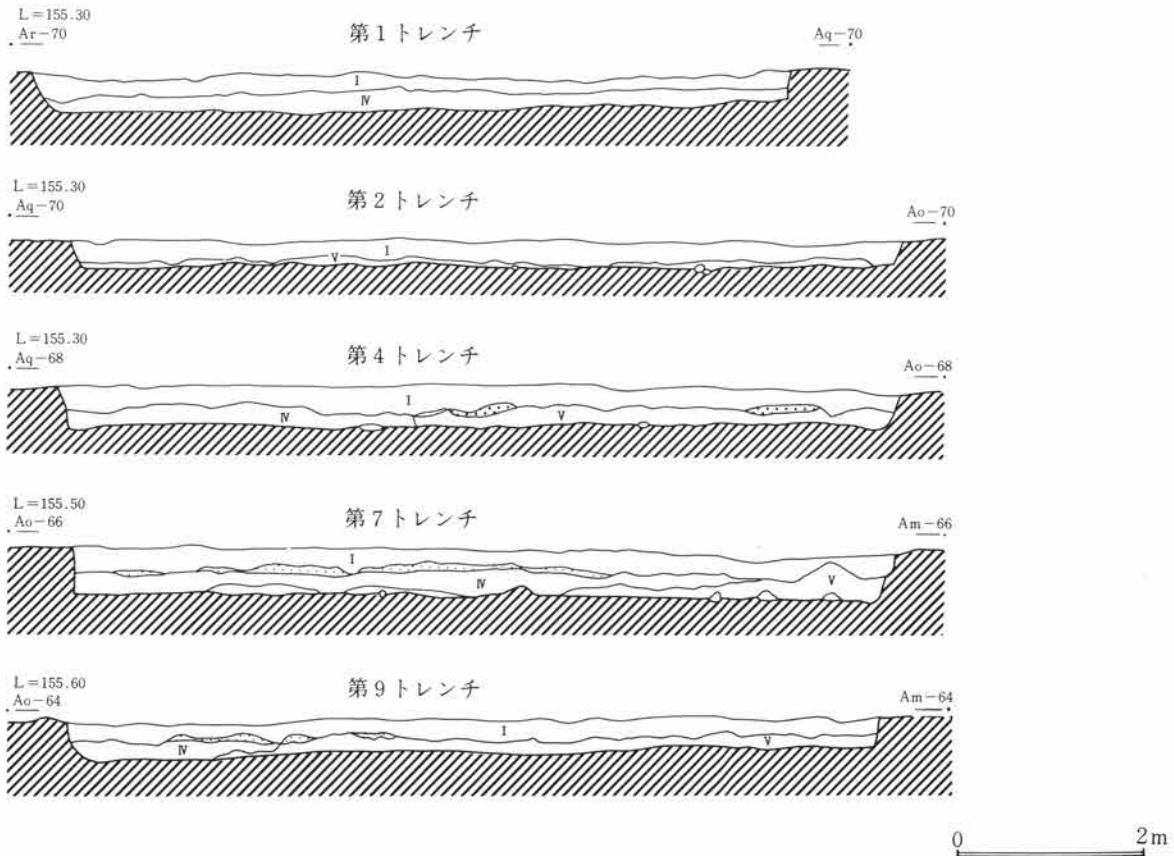 L=155.30
Ar-70
第1トレンチ
Aq-70
I
IV
L=155.30
Aq-70
第2トレンチ
Ao-70
I
V
L=155.30
Aq-68
第4トレンチ
Ao-68
I
IV
V
L=155.50
Ao-66
第7トレンチ
Am-66
I
IV
V
L=155.60
Ao-64
第9トレンチ
Am-64
I
IV
V
0 2m